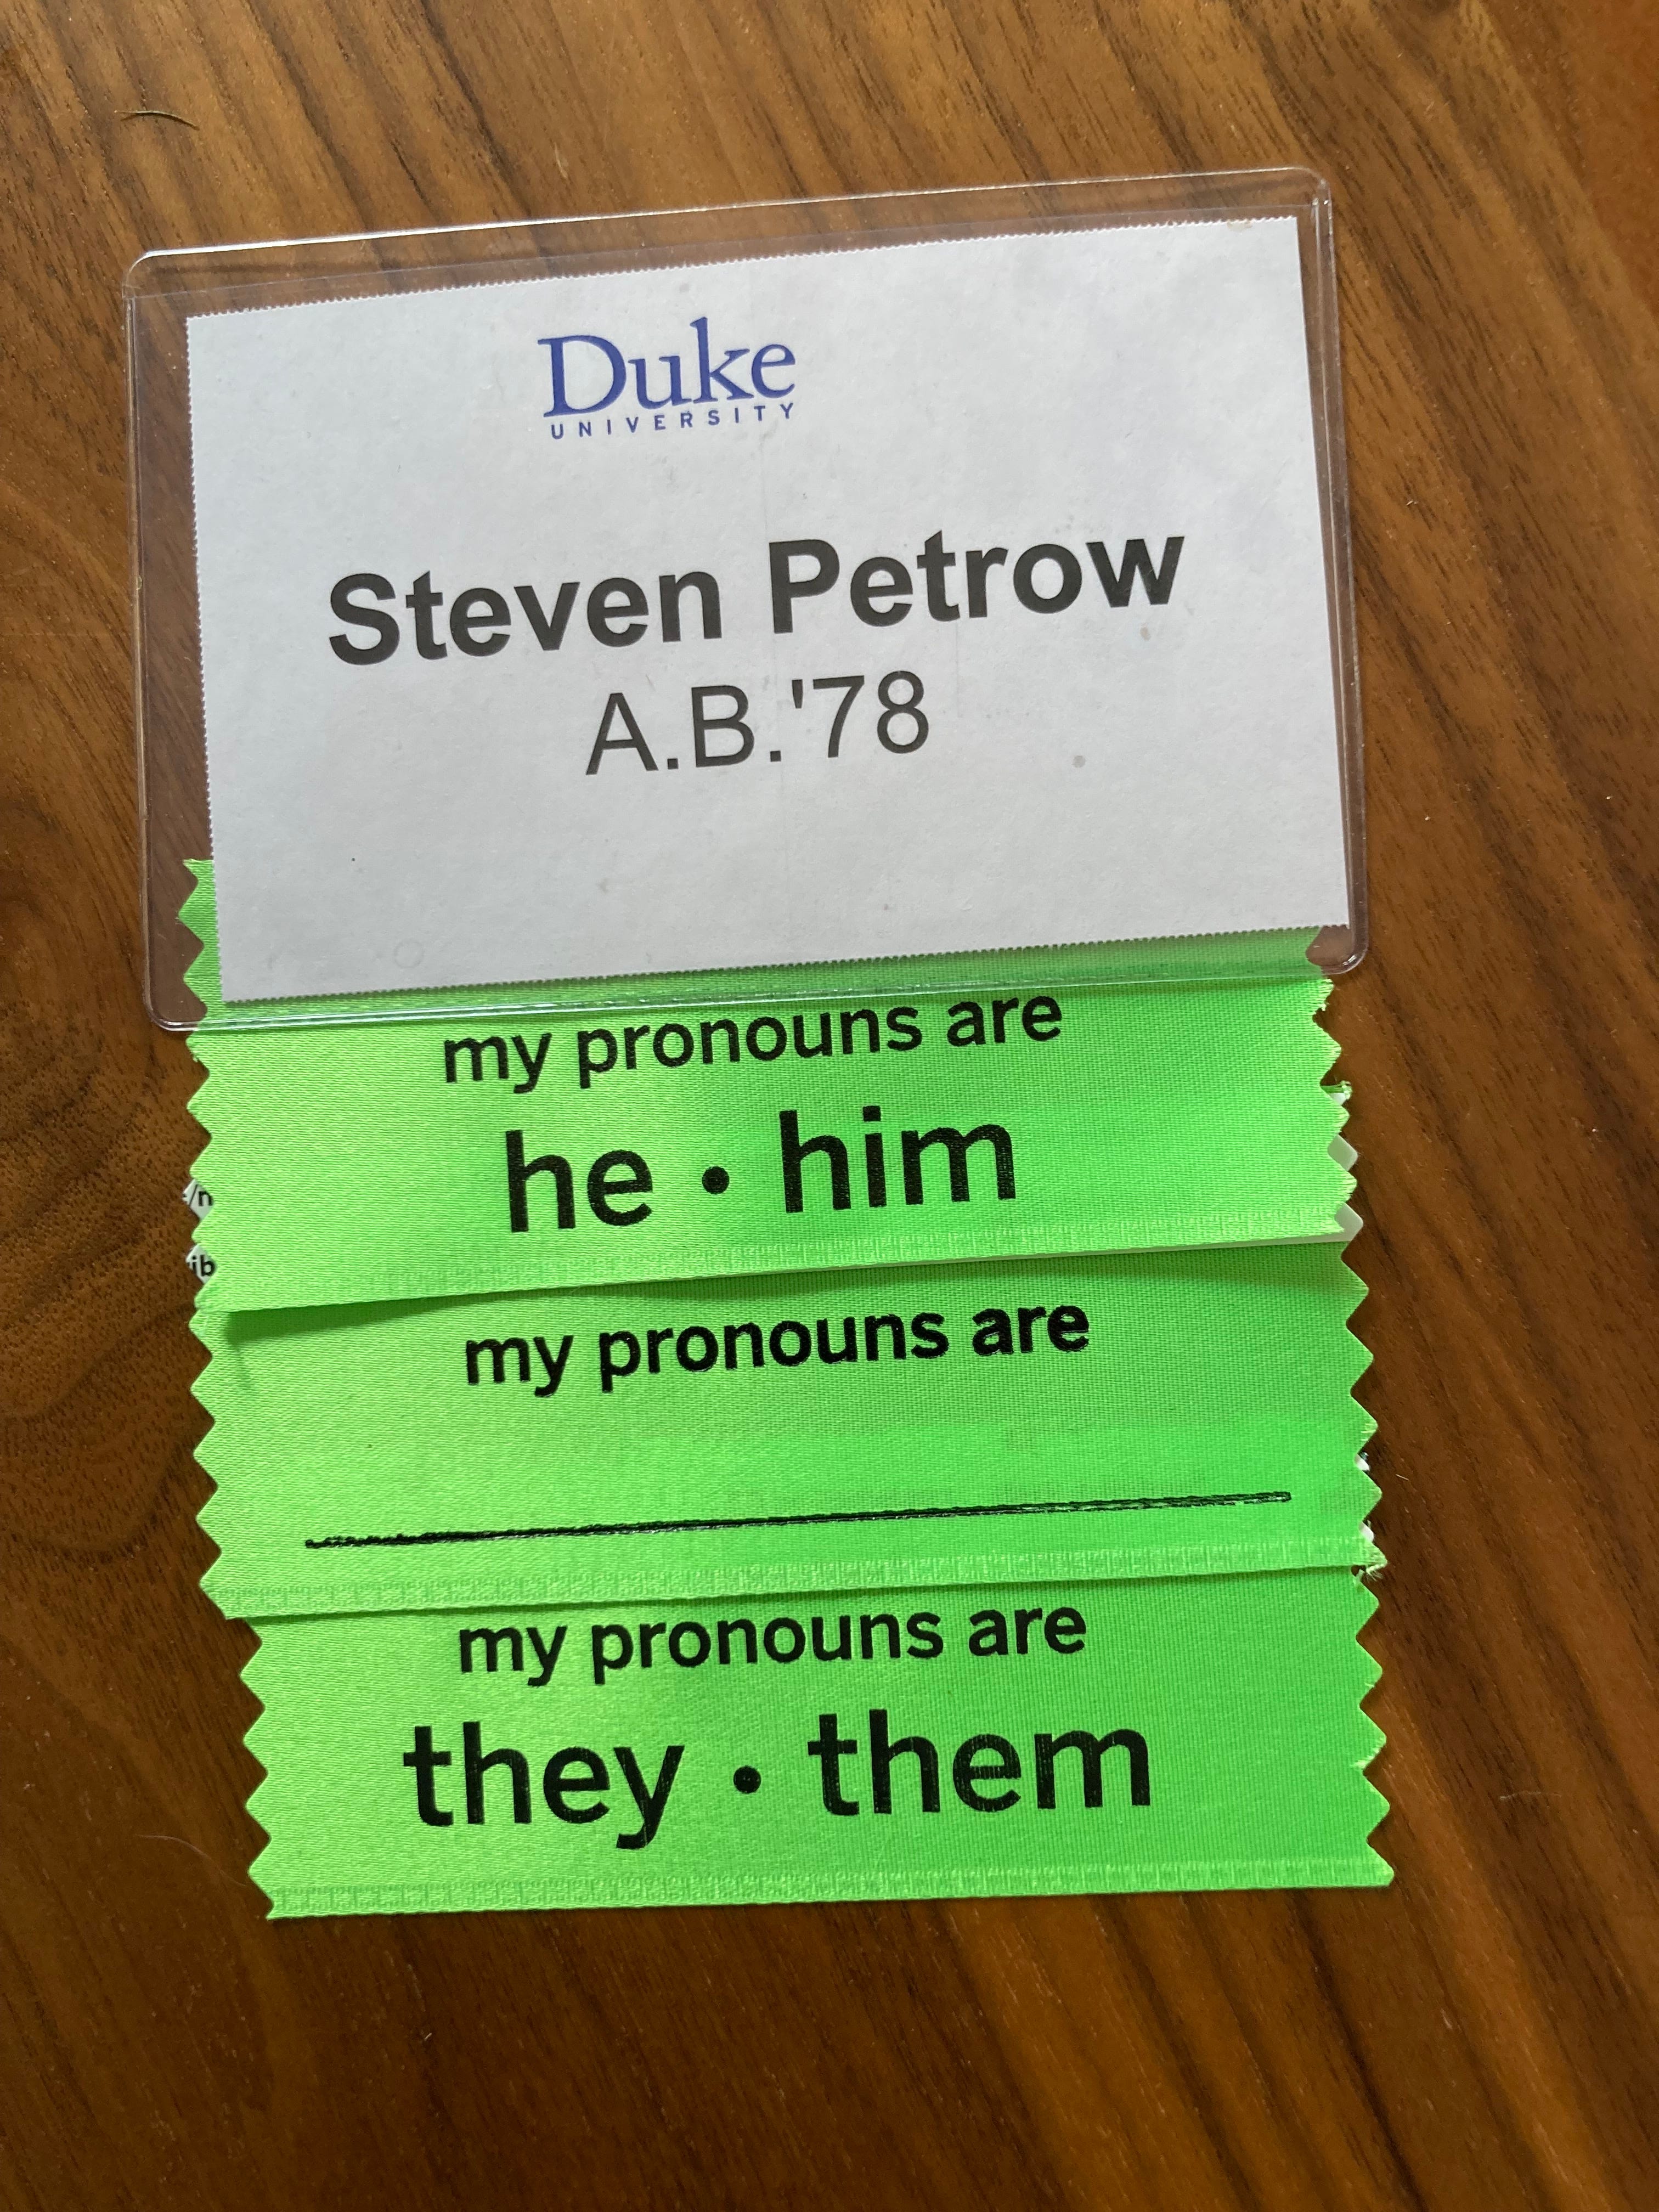 Duke
UNIVERSITY
Steven Petrow
A.B.'78
my pronouns are
he • him
my pronouns are
my pronouns are
they • them